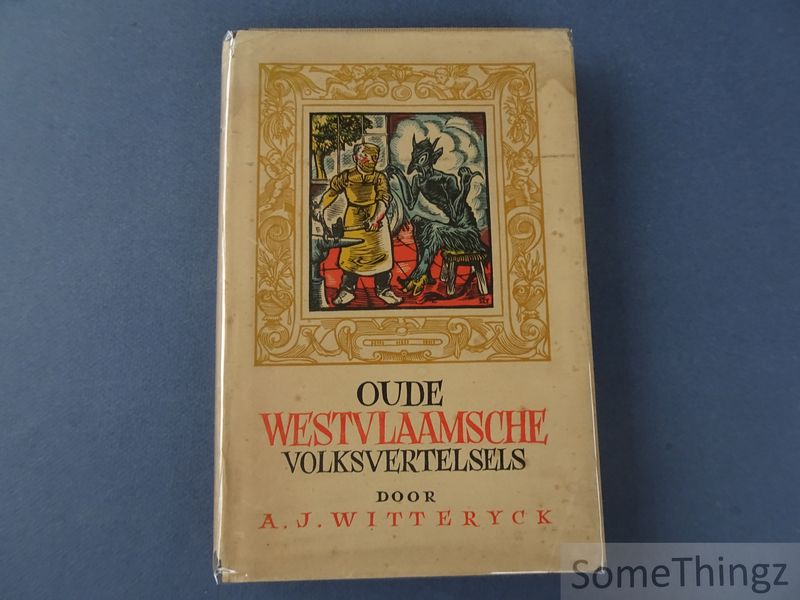 OUDE
WESTVLAAMSCHE
VOLKSVERTELSELS
DOOR
A.J. WITTERYCK
SomeThingz